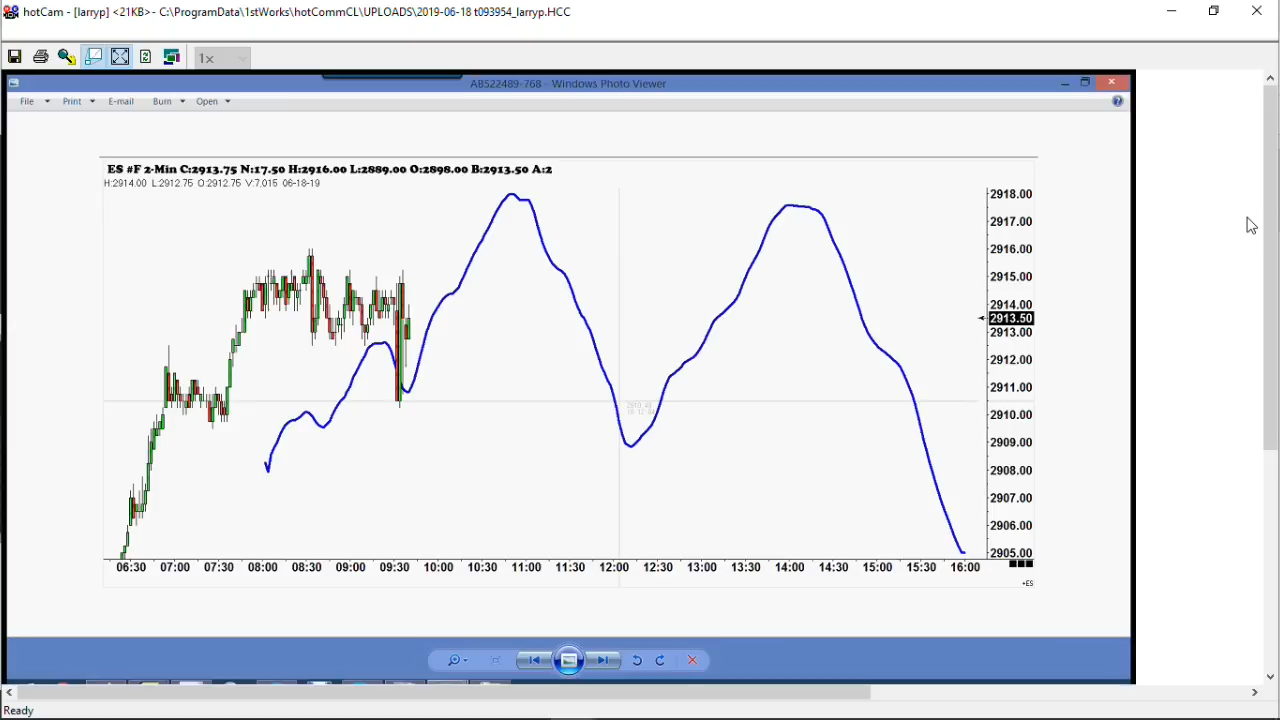 hotCam - [larryp] <21KB> - C:\ProgramData\1stWorks\hotCommCL\UPLOADS\2019-06-18 t093954_larryp.HCC
1x
AB522489-768 - Windows Photo Viewer
File Print E-mail Burn Open
ES #F 2-Min C:2913.75 N:17.50 H:2916.00 L:2889.00 O:2898.00 B:2913.50 A:2
H:2914.00 L:2912.75 O:2912.75 V:7,015 06-18-19
2918.00
2917.00
2916.00
2915.00
2914.00
2913.50
2913.00
2912.00
2911.00
2910.00
2909.00
2908.00
2907.00
2906.00
2905.00
06:30 07:00 07:30 08:00 08:30 09:00 09:30 10:00 10:30 11:00 11:30 12:00 12:30 13:00 13:30 14:00 14:30 15:00 15:30 16:00
+ES
Ready